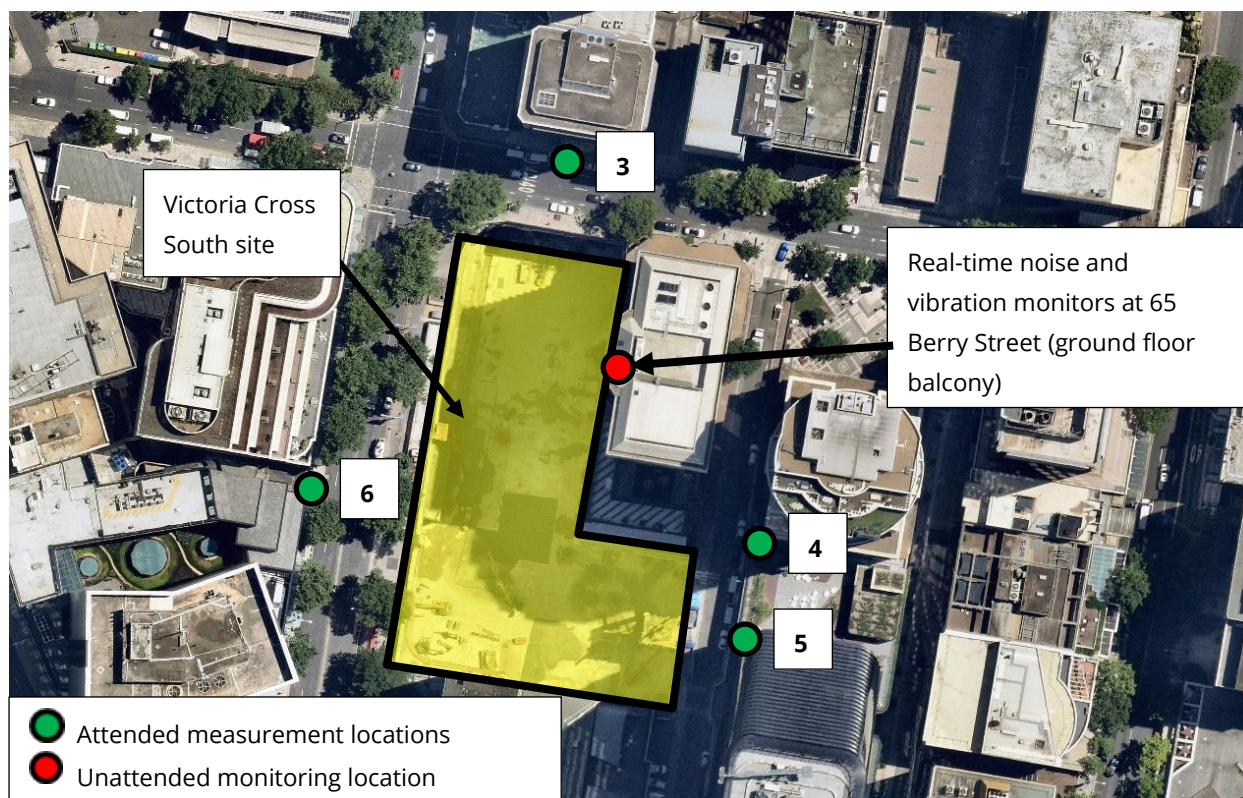 3
Victoria Cross
South site
Real-time noise and
vibration monitors at 65
Berry Street (ground floor
balcony)
6
4
5
Attended measurement locations
Unattended monitoring location
40